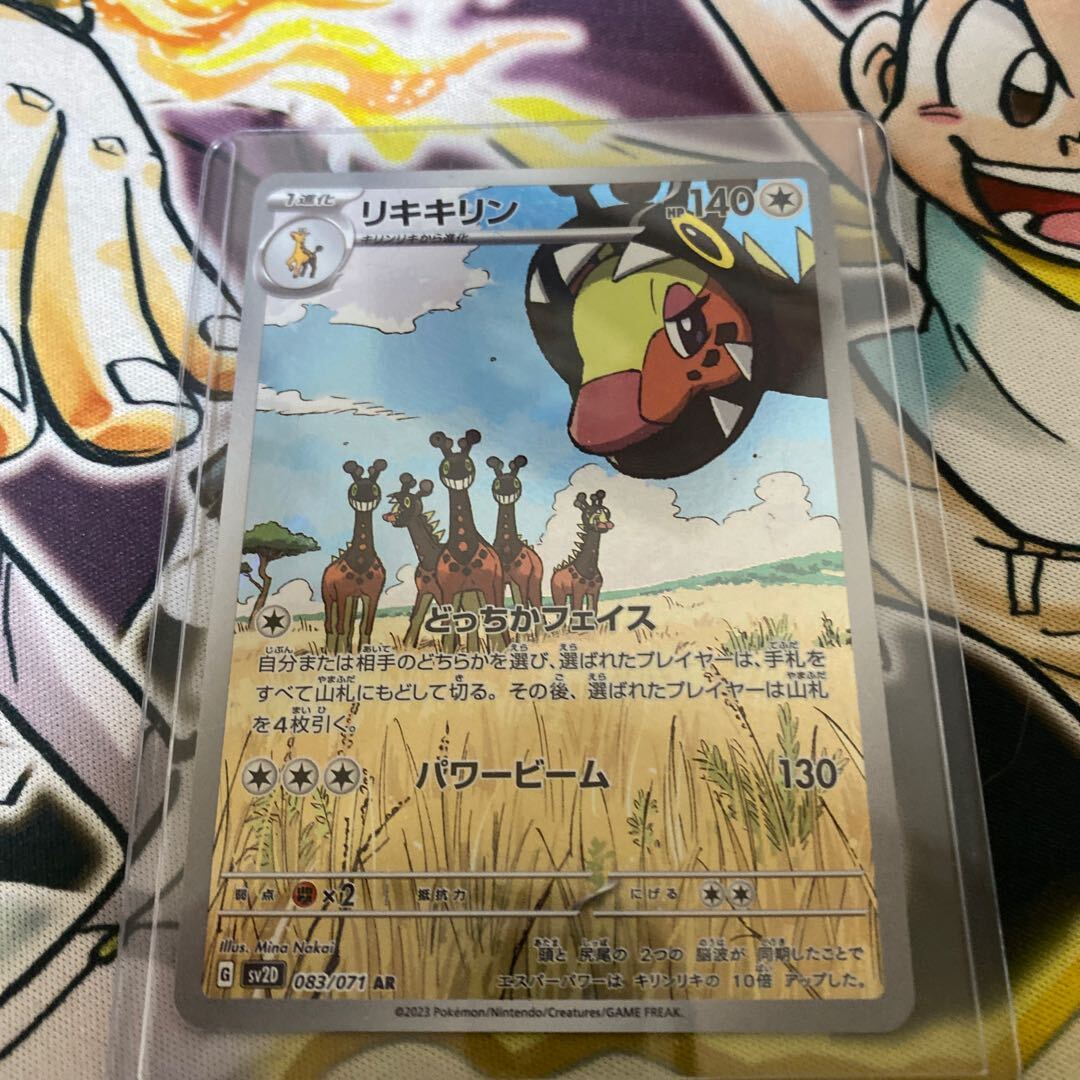 1進化
リキキリン
HP 140
キリンリキから進化
どっちかフェイス
自分または相手のどちらかを選び、選ばれたプレイヤーは、手札を
すべて山札にもどして切る。その後、選ばれたプレイヤーは山札
を4枚引く。
パワービーム 130
弱点 ×2 抵抗力 にげる
Illus. Mina Nakai
頭と 尻尾の 2つの 脳波が 同期したことで
エスパーパワーは キリンリキの 10倍 アップした。
G SV2D 083/071 AR
©2023 Pokémon/Nintendo/Creatures/GAME FREAK.